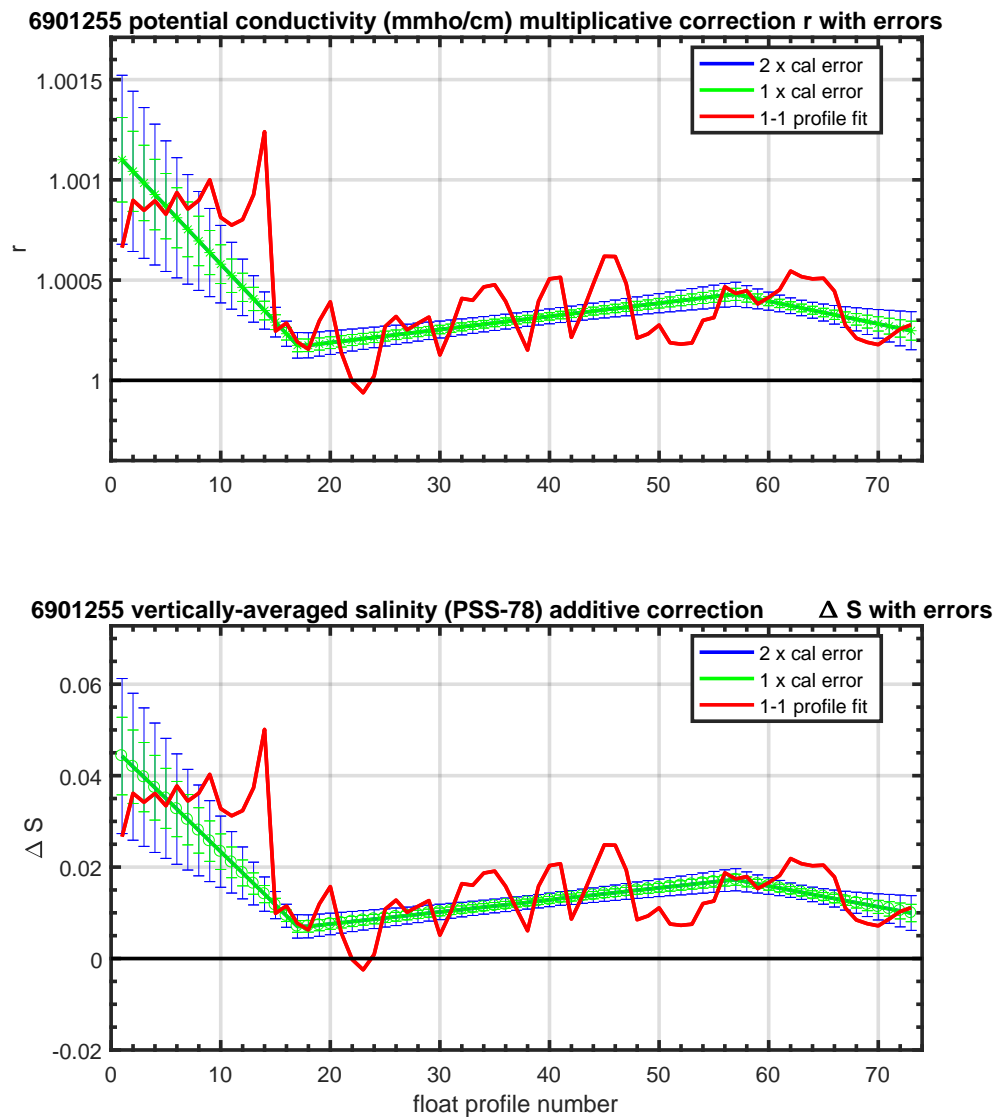 6901255 potential conductivity (mmho/cm) multiplicative correction r with errors
2 x cal error
1 x cal error
1-1 profile fit
1.0015
1.001
1.0005
1
r
0 10 20 30 40 50 60 70
6901255 vertically-averaged salinity (PSS-78) additive correction Δ S with errors
2 x cal error
1 x cal error
1-1 profile fit
0.06
0.04
0.02
0
-0.02
Δ S
0 10 20 30 40 50 60 70
float profile number